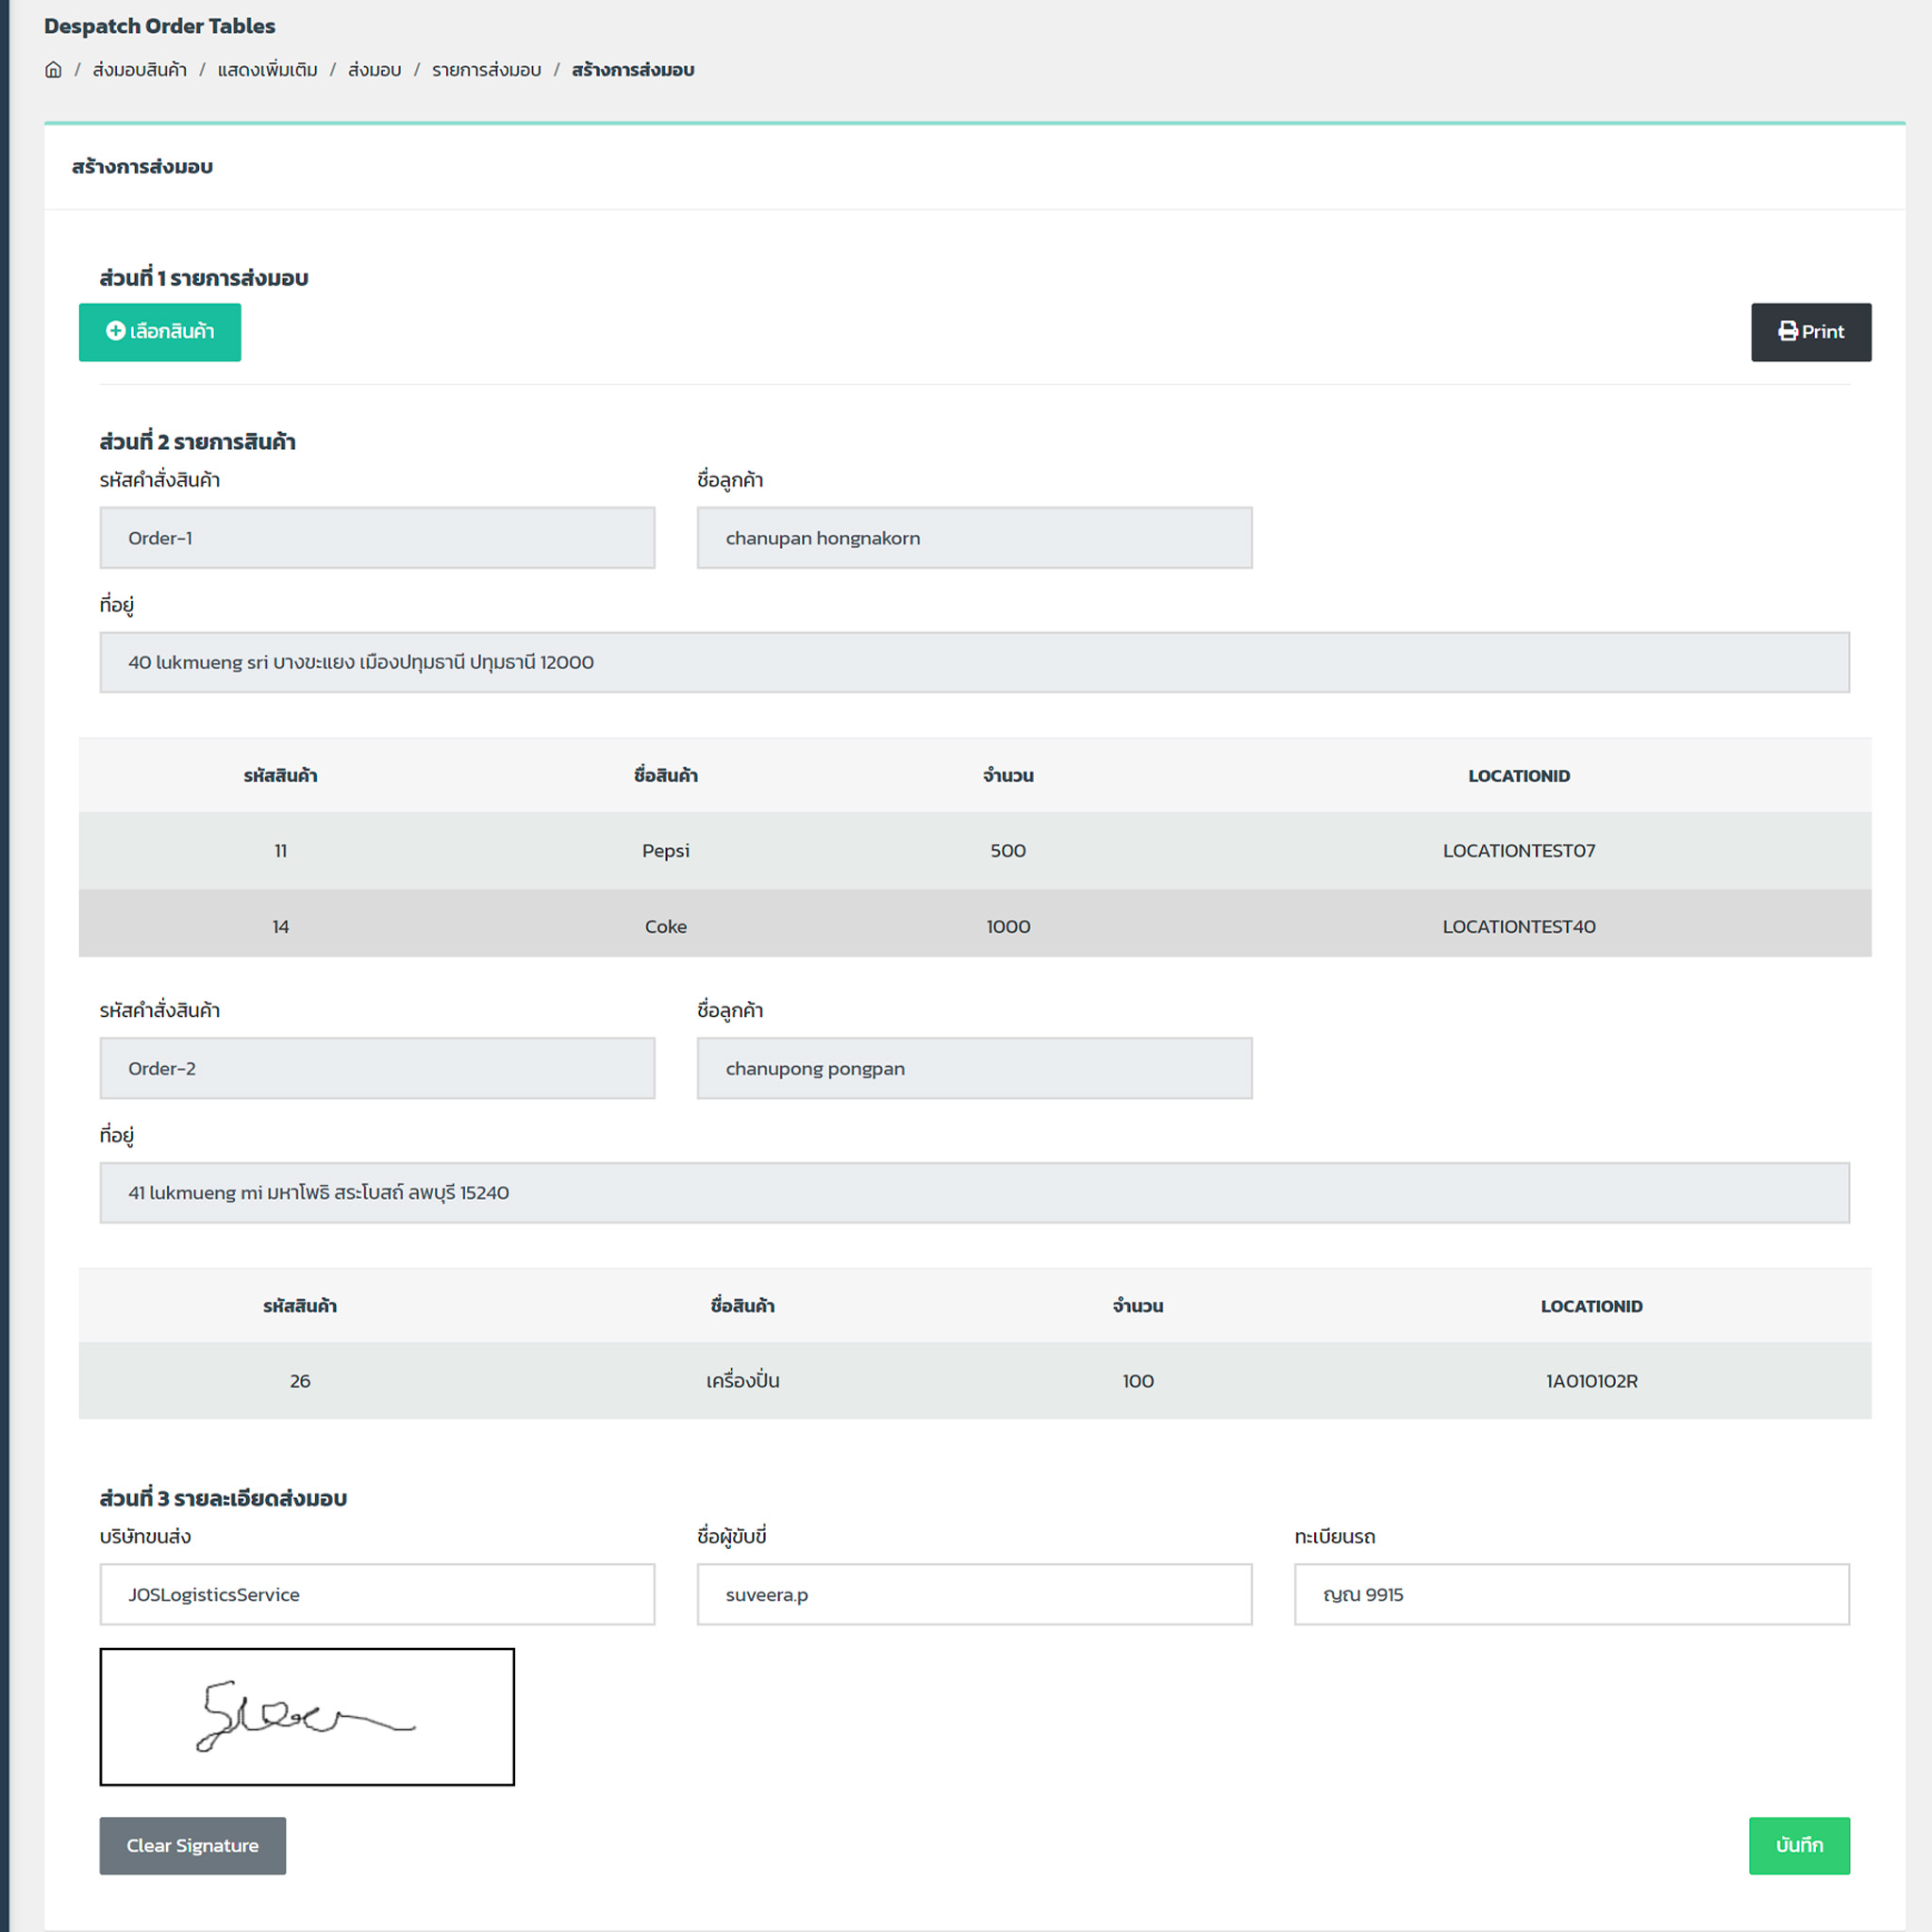 Despatch Order Tables
/ ส่งมอบสินค้า / แสดงเพิ่มเติม / ส่งมอบ / รายการส่งมอบ / สร้างการส่งมอบ
สร้างการส่งมอบ
ส่วนที่ 1 รายการส่งมอบ
เลือกสินค้า Print
ส่วนที่ 2 รายการสินค้า
รหัสคำสั่งสินค้า ชื่อลูกค้า
Order-1 chanupan hongnakorn
ที่อยู่
40 lukmueng sri บางขะแยง เมืองปทุมธานี ปทุมธานี 12000
รหัสสินค้า ชื่อสินค้า จำนวน LOCATIONID
11 Pepsi 500 LOCATIONTEST07
14 Coke 1000 LOCATIONTEST40
รหัสคำสั่งสินค้า ชื่อลูกค้า
Order-2 chanupong pongpan
ที่อยู่
41 lukmueng mi มหาโพธิ สระโบสถ์ ลพบุรี 15240
รหัสสินค้า ชื่อสินค้า จำนวน LOCATIONID
26 เครื่องปั่น 100 1A010102R
ส่วนที่ 3 รายละเอียดส่งมอบ
บริษัทขนส่ง ชื่อผู้ขับขี่ ทะเบียนรถ
JOSLogisticsService suveera.p ญณ 9915
Clear Signature บันทึก